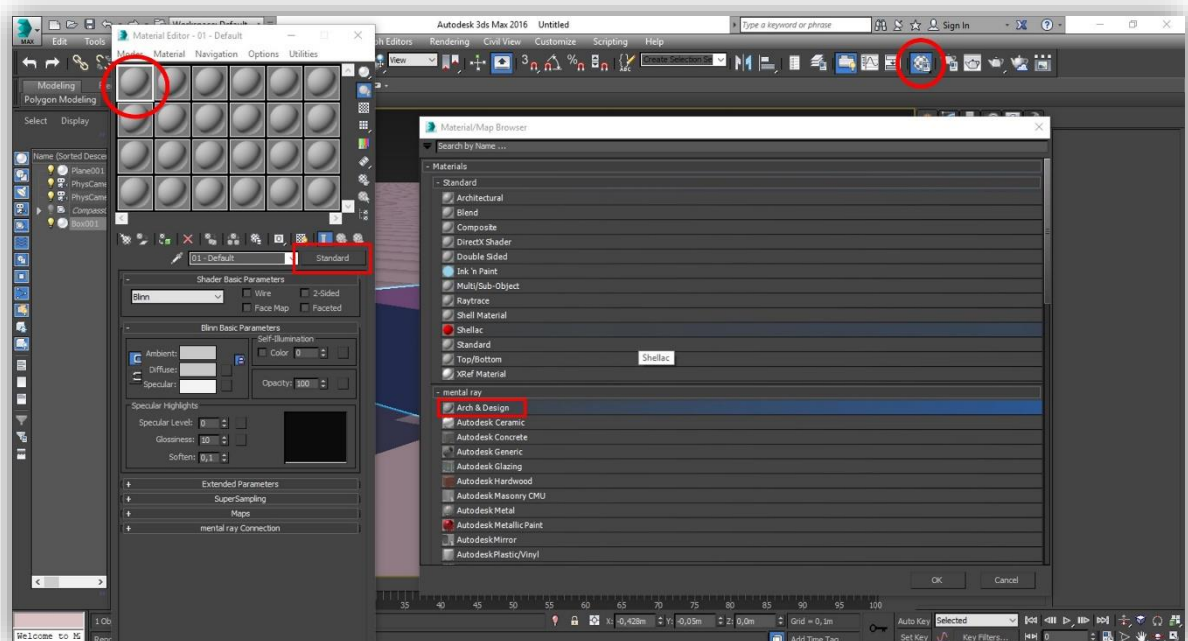 Workspace: Default
Autodesk 3ds Max 2016 Untitled
Type a keyword or phrase
Sign In
MAX
Edit Tools
Material Editor - 01 - Default
ph Editors Rendering Civil View Customize Scripting Help
Modes Material Navigation Options Utilities
View
3
Create Selection Se
Modeling
Polygon Modeling
Select Display
Name (Sorted Descen
Plane001
PhysCame
PhysCame
Compass0
Box001
01 - Default
Standard
- Shader Basic Parameters
Blinn
Wire
2-Sided
Face Map
Faceted
- Blinn Basic Parameters
Self-Illumination
Color 0
Ambient:
Diffuse:
Specular:
Opacity: 100
Specular Highlights
Specular Level: 0
Glossiness: 10
Soften: 0,1
+ Extended Parameters
+ SuperSampling
+ Maps
+ mental ray Connection
Material/Map Browser
Search by Name ...
- Materials
- Standard
Architectural
Blend
Composite
DirectX Shader
Double Sided
Ink 'n Paint
Multi/Sub-Object
Raytrace
Shell Material
Shellac
Standard
Top/Bottom
Shellac
XRef Material
- mental ray
Arch & Design
Autodesk Ceramic
Autodesk Concrete
Autodesk Generic
Autodesk Glazing
Autodesk Hardwood
Autodesk Masonry CMU
Autodesk Metal
Autodesk Metallic Paint
Autodesk Mirror
Autodesk Plastic/Vinyl
OK
Cancel
35 40 45 50 55 60 65 70 75 80 85 90 95 100
1 Ob
X: -0,428m Y: -0,05m Z: 0,0m Grid = 0,1m
Auto Key Selected
Welcome to M
Add Time Tag
Set Key Key Filters... 0